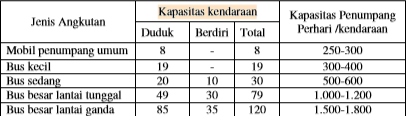 Jenis Angkutan Kapasitas kendaraan Kapasitas Penumpang Perhari /kendaraan
Duduk Berdiri Total
Mobil penumpang umum 8 - 8 250-300
Bus kecil 19 - 19 300-400
Bus sedang 20 10 30 500-600
Bus besar lantai tunggal 49 30 79 1.000-1.200
Bus besar lantai ganda 85 35 120 1.500-1.800